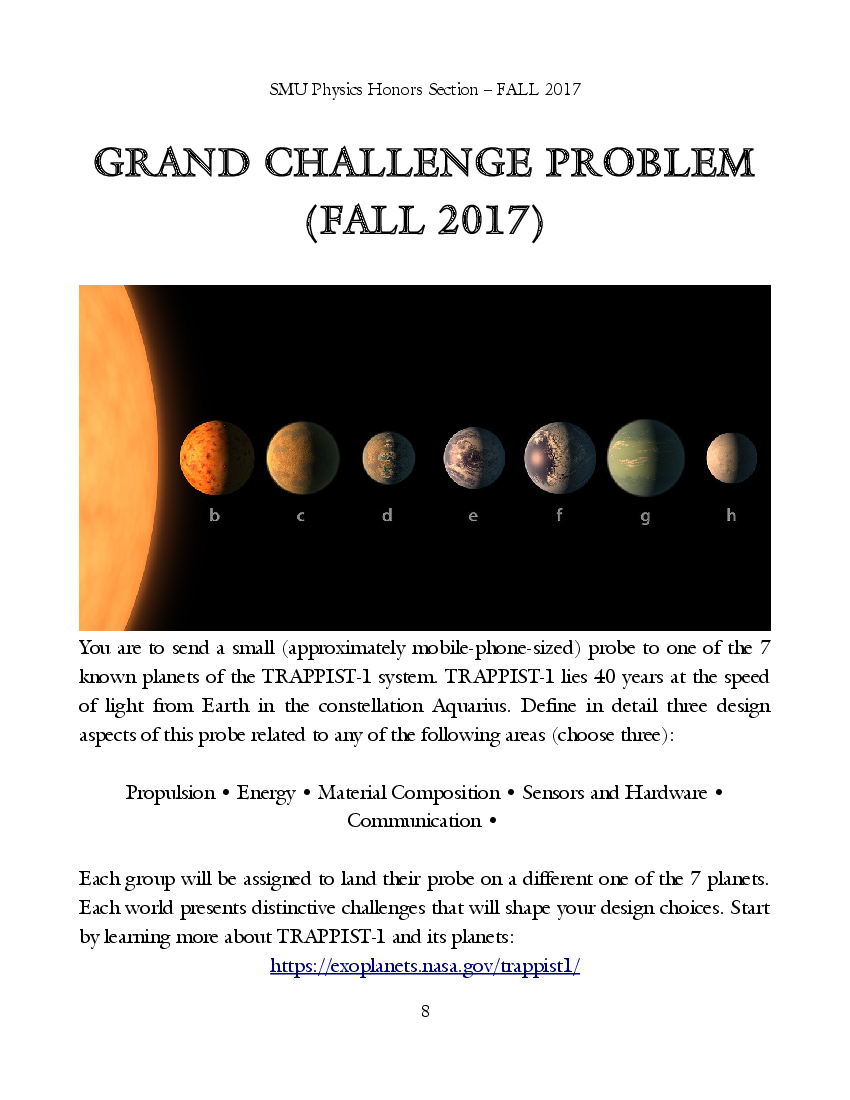 SMU Physics Honors Section – FALL 2017
GRAND CHALLENGE PROBLEM
(FALL 2017)
b c d e f g h
You are to send a small (approximately mobile-phone-sized) probe to one of the 7
known planets of the TRAPPIST-1 system. TRAPPIST-1 lies 40 years at the speed
of light from Earth in the constellation Aquarius. Define in detail three design
aspects of this probe related to any of the following areas (choose three):
Propulsion • Energy • Material Composition • Sensors and Hardware •
Communication •
Each group will be assigned to land their probe on a different one of the 7 planets.
Each world presents distinctive challenges that will shape your design choices. Start
by learning more about TRAPPIST-1 and its planets:
https://exoplanets.nasa.gov/trappist1/
8